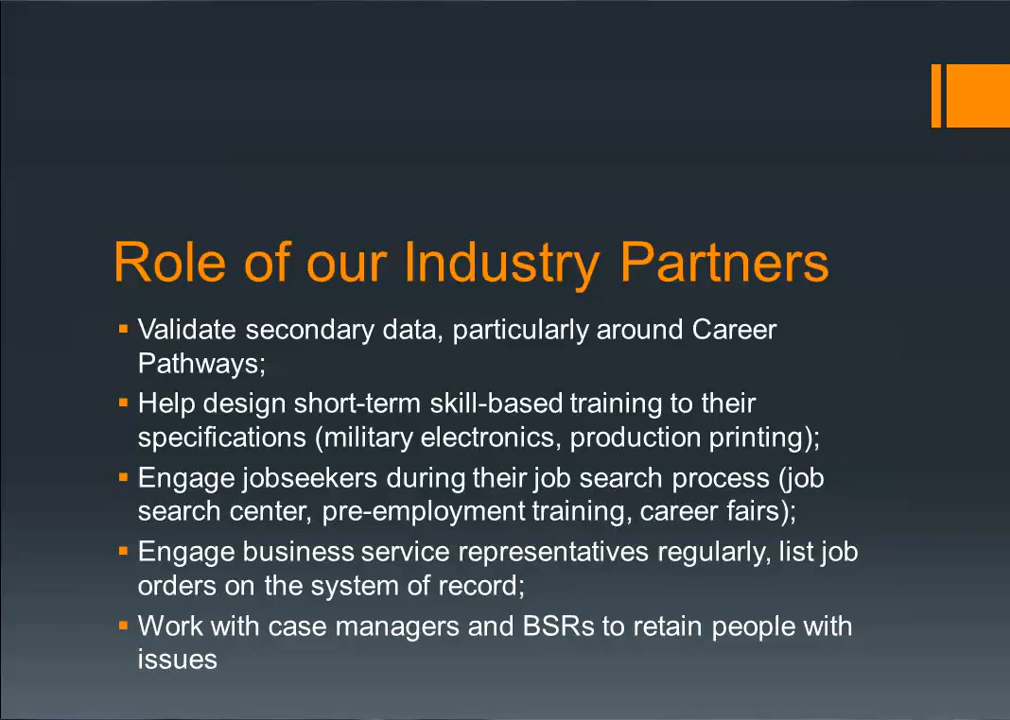 Role of our Industry Partners
▪ Validate secondary data, particularly around Career
Pathways;
▪ Help design short-term skill-based training to their
specifications (military electronics, production printing);
▪ Engage jobseekers during their job search process (job
search center, pre-employment training, career fairs);
▪ Engage business service representatives regularly, list job
orders on the system of record;
▪ Work with case managers and BSRs to retain people with
issues